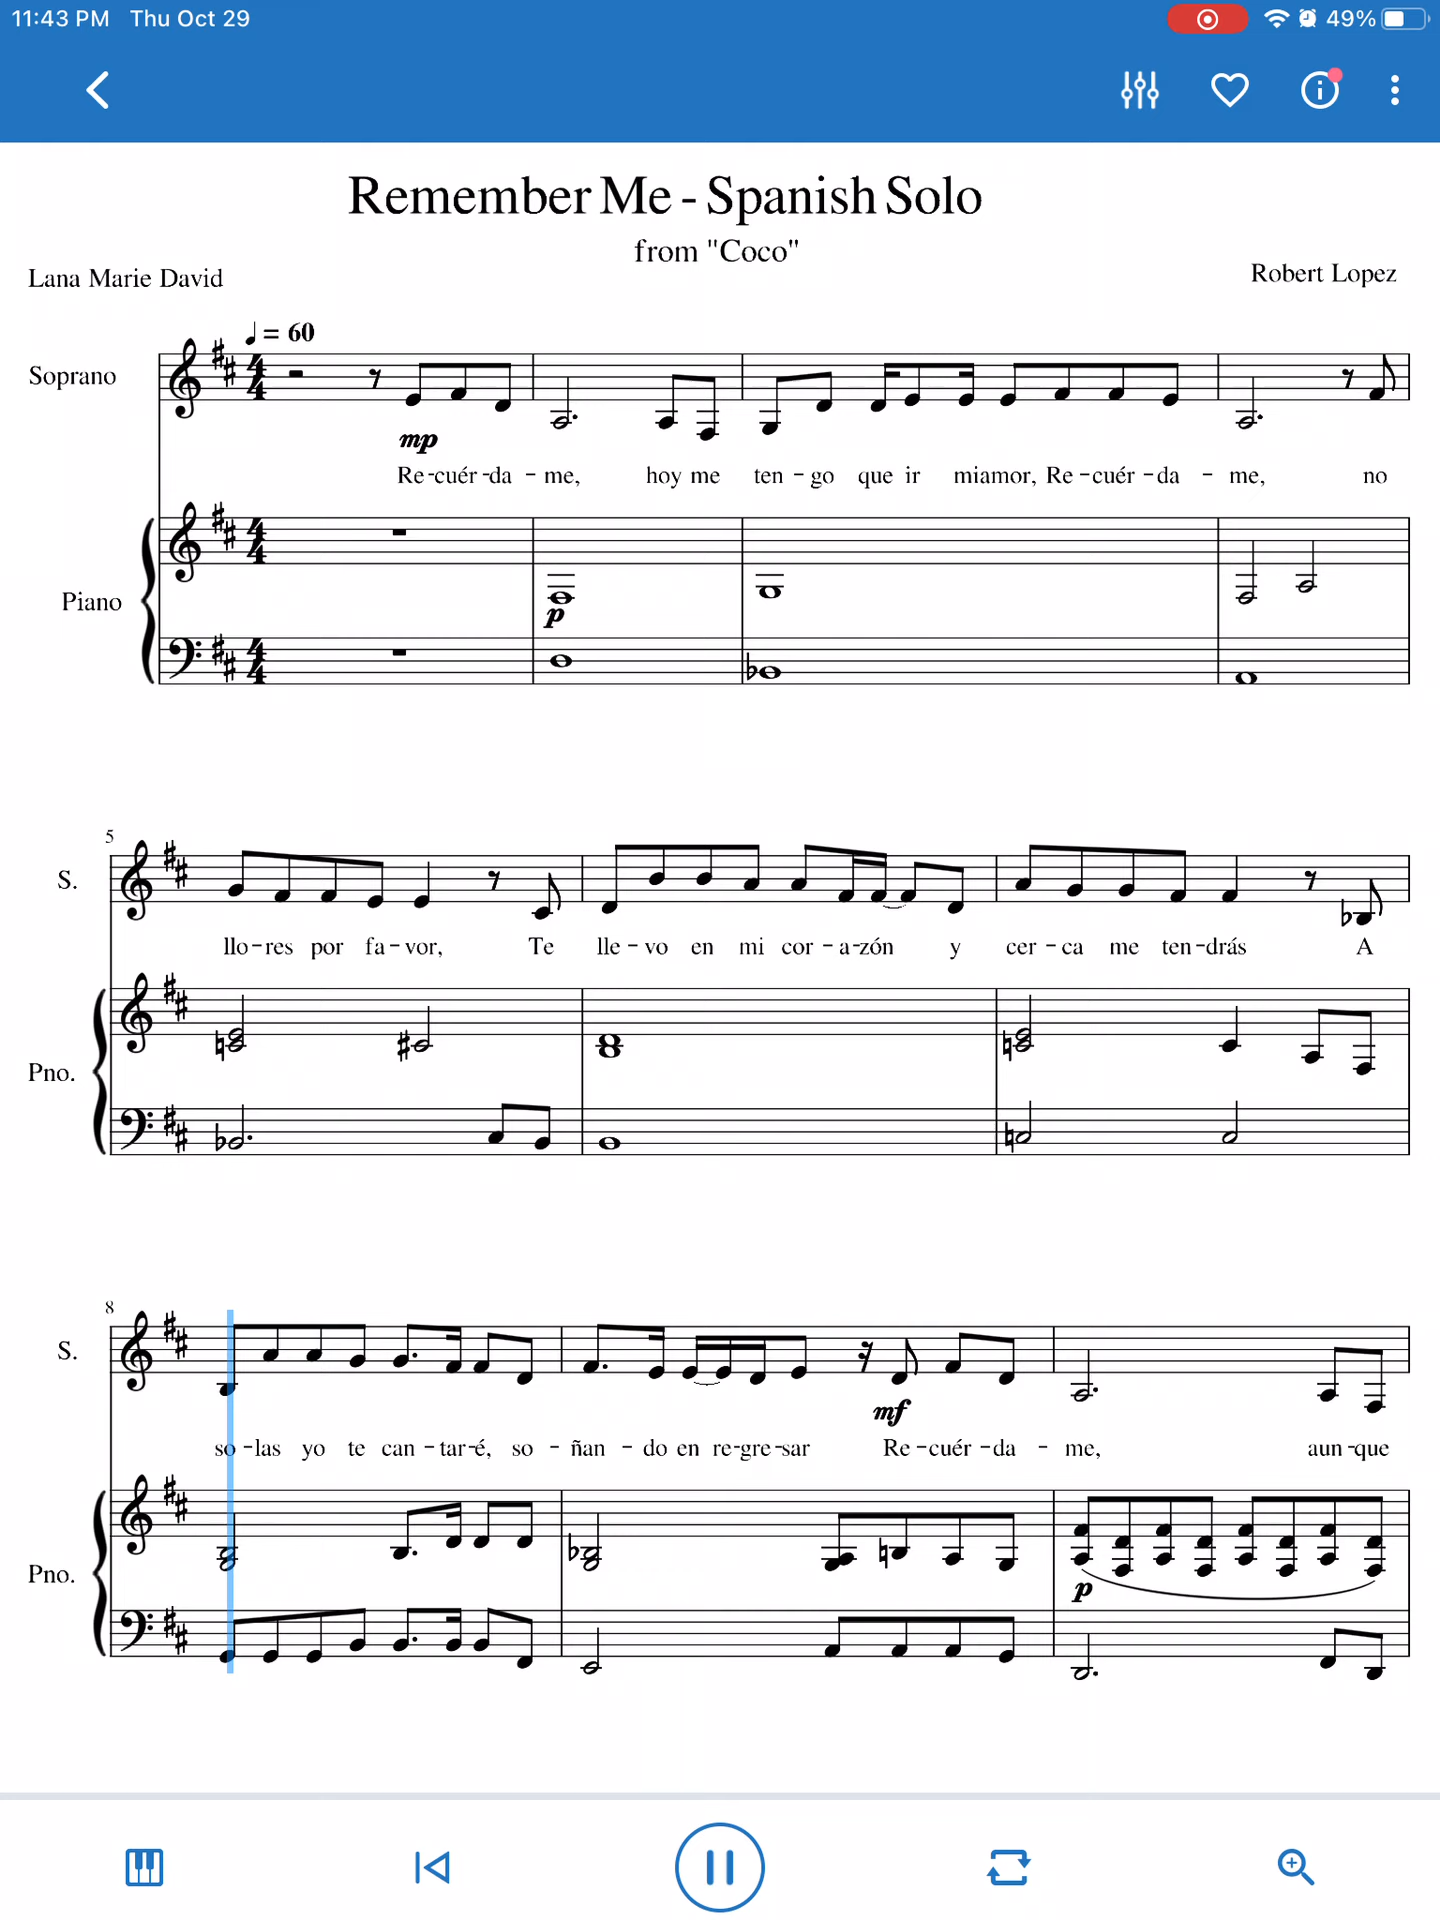 11:43 PM Thu Oct 29 49%
Remember Me - Spanish Solo
from "Coco"
Lana Marie David
Robert Lopez
= 60
Soprano
mp
Re-cuér-da - me, hoy me ten - go que ir miamor, Re - cuér - da - me, no
Piano
p
5
S.
llo - res por fa - vor, Te lle - vo en mi cor - a - zón y cer - ca me ten - drás A
Pno.
8
S.
mf
so - las yo te can - tar - é, so - ñan - do en re - gre - sar Re - cuér - da - me, aun - que
Pno.
p